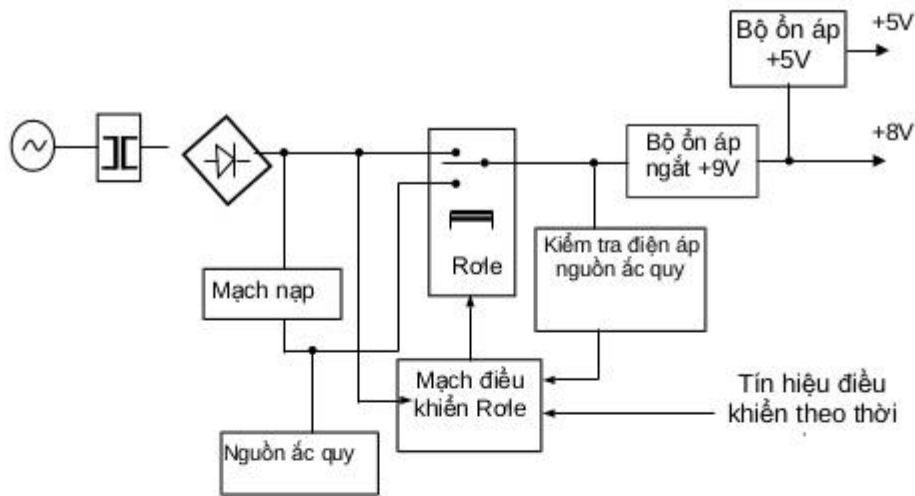 Bộ ổn áp
+5V
+5V
Bộ ổn áp
ngắt +9V
+8V
Rơle
Kiểm tra điện áp
nguồn ắc quy
Mạch nạp
Mạch điều
khiển Rơle
Tín hiệu điều
khiển theo thời
Nguồn ắc quy